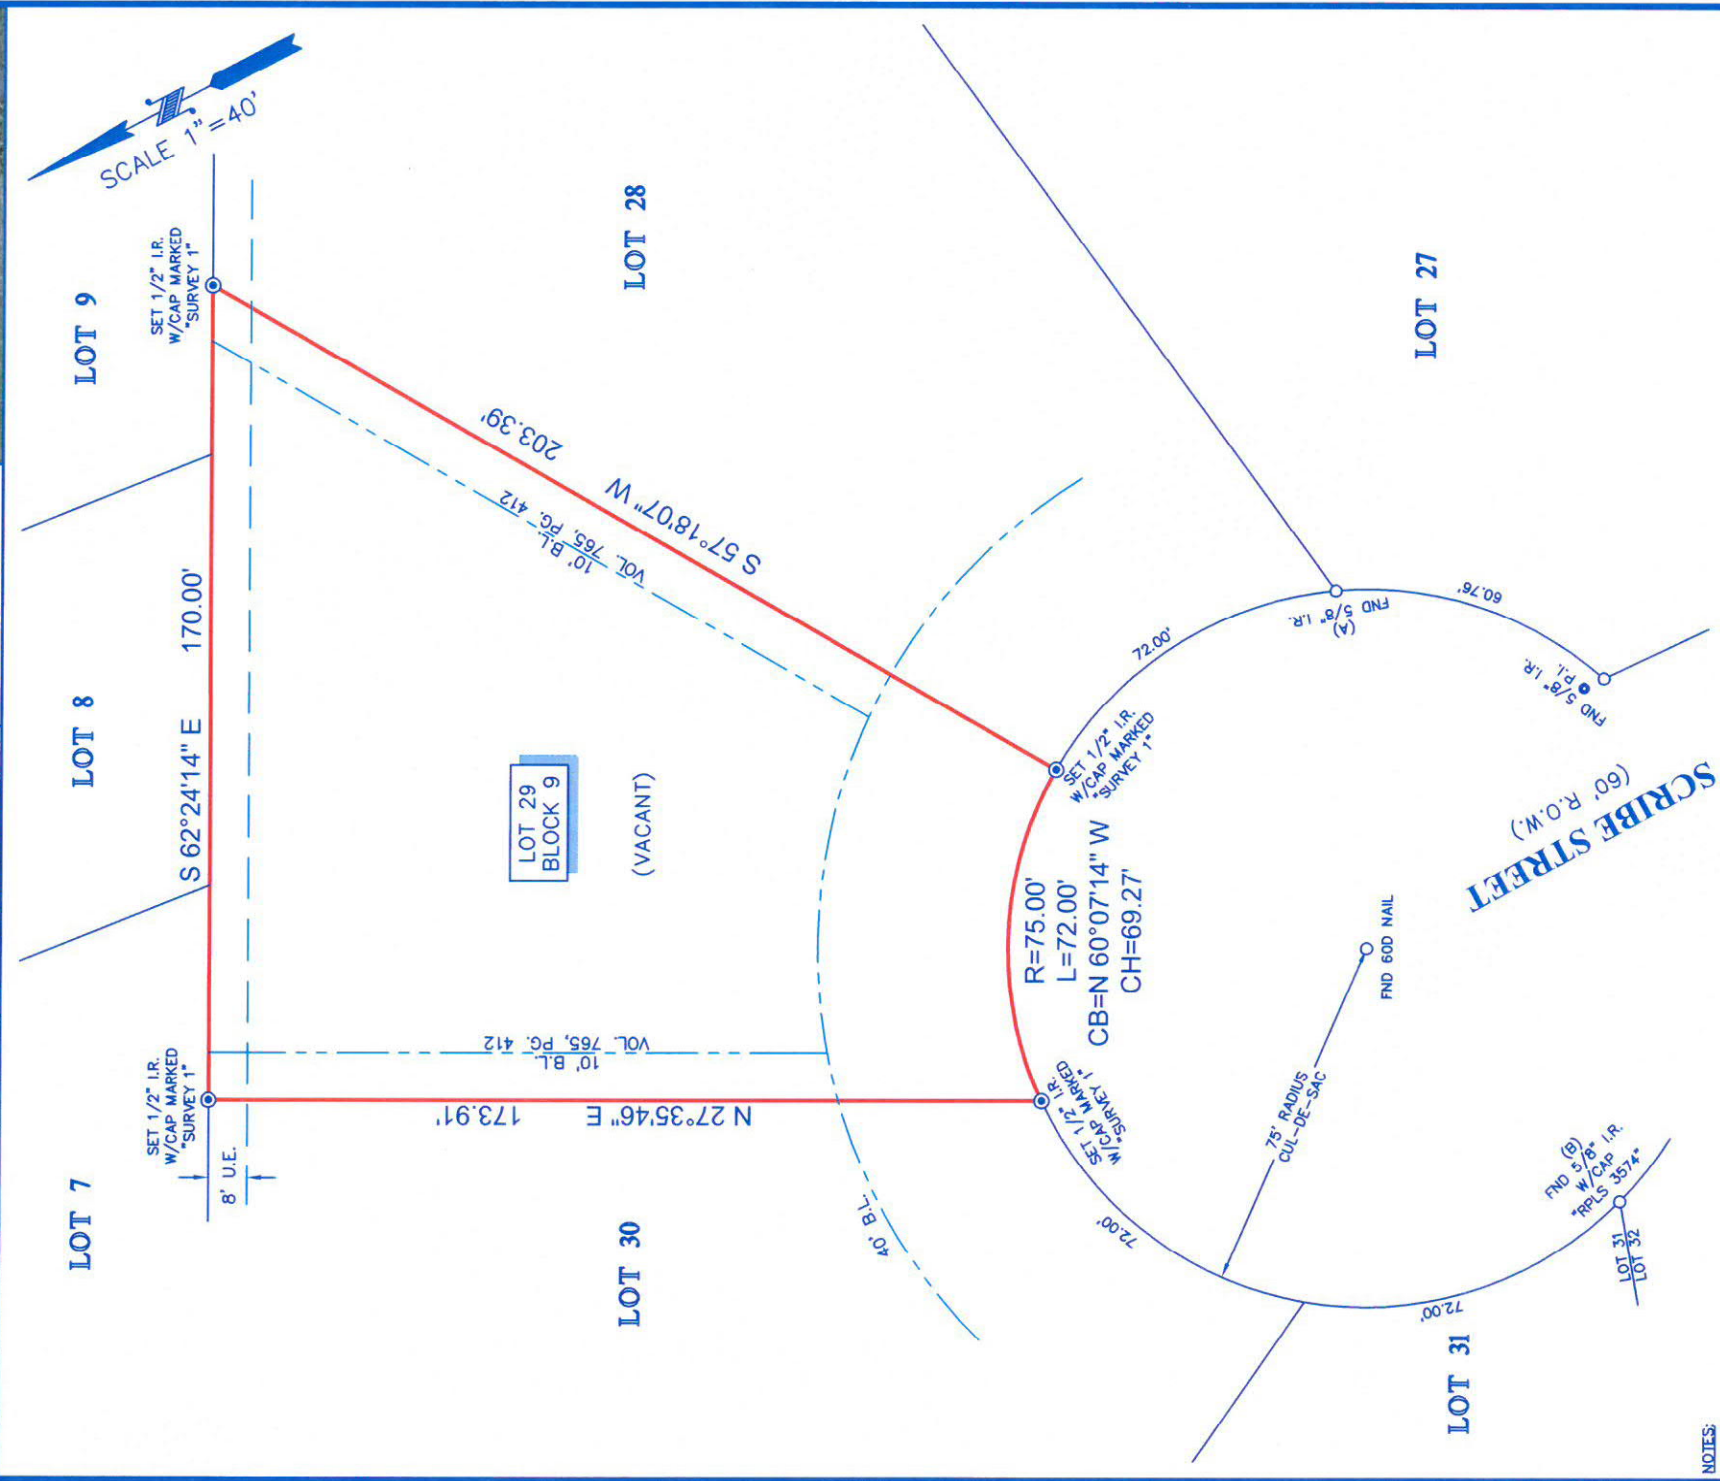 SCALE 1"=40'
LOT 9
SET 1/2" I.R.
W/CAP MARKED
"SURVEY 1"
LOT 8
S 62°24'14" E 170.00'
LOT 7
SET 1/2" I.R.
W/CAP MARKED
"SURVEY 1"
8' U.E.
LOT 28
203.39'
S 57°18'07" W
10' B.L.
VOL. 765, PG. 412
LOT 29
BLOCK 9
(VACANT)
10' B.L.
VOL. 765, PG. 412
N 27°35'46" E 173.91'
LOT 30
40' B.L.
LOT 27
72.00'
SET 1/2" I.R.
W/CAP MARKED
"SURVEY 1"
R=75.00'
L=72.00'
CB=N 60°07'14" W
CH=69.27'
SET 1/2" I.R.
W/CAP MARKED
"SURVEY 1"
72.00'
(A)
FND 5/8" I.R.
60.76'
FND 5/8" I.R.
@ P.I.
SCRIBE STREET
(60' R.O.W.)
FND 60D NAIL
75' RADIUS
CUL-DE-SAC
(B)
FND 5/8" I.R.
W/CAP
"RPLS 3574"
LOT 31
LOT 32
72.00'
LOT 31
NOTES: